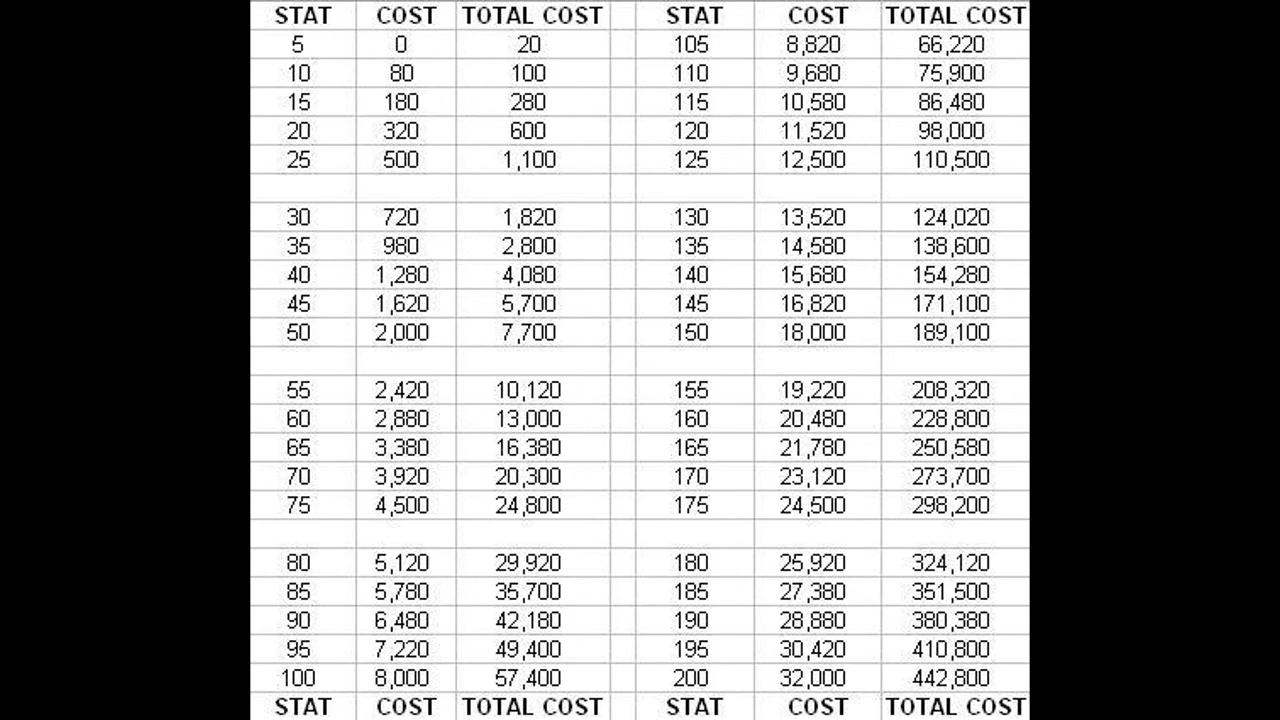 STAT COST TOTAL COST STAT COST TOTAL COST
5 0 20 105 8,820 66,220
10 80 100 110 9,680 75,900
15 180 280 115 10,580 86,480
20 320 600 120 11,520 98,000
25 500 1,100 125 12,500 110,500
30 720 1,820 130 13,520 124,020
35 980 2,800 135 14,580 138,600
40 1,280 4,080 140 15,680 154,280
45 1,620 5,700 145 16,820 171,100
50 2,000 7,700 150 18,000 189,100
55 2,420 10,120 155 19,220 208,320
60 2,880 13,000 160 20,480 228,800
65 3,380 16,380 165 21,780 250,580
70 3,920 20,300 170 23,120 273,700
75 4,500 24,800 175 24,500 298,200
80 5,120 29,920 180 25,920 324,120
85 5,780 35,700 185 27,380 351,500
90 6,480 42,180 190 28,880 380,380
95 7,220 49,400 195 30,420 410,800
100 8,000 57,400 200 32,000 442,800
STAT COST TOTAL COST STAT COST TOTAL COST